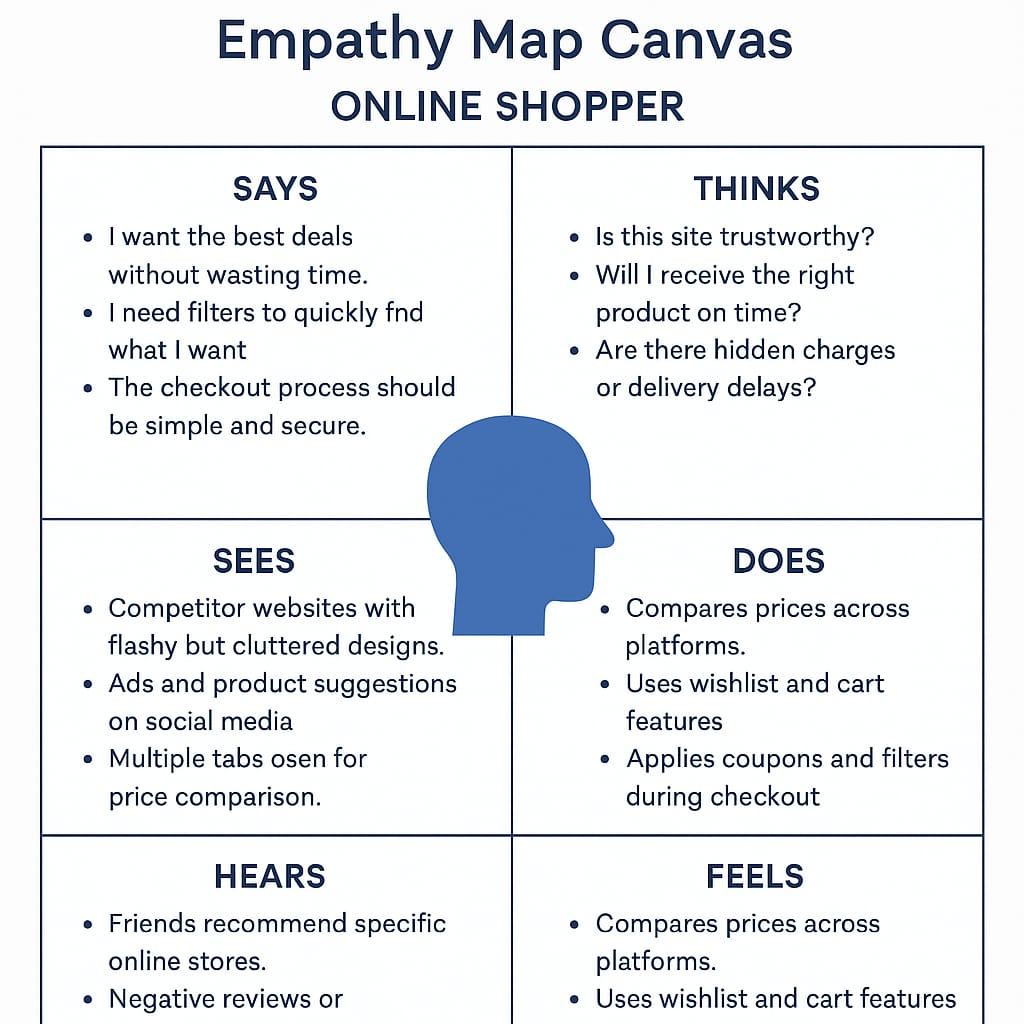 Empathy Map Canvas
ONLINE SHOPPER
SAYS
• I want the best deals
without wasting time.
• I need filters to quickly fnd
what I want
• The checkout process should
be simple and secure.
THINKS
• Is this site trustworthy?
• Will I receive the right
product on time?
• Are there hidden charges
or delivery delays?
SEES
• Competitor websites with
flashy but cluttered designs.
• Ads and product suggestions
on social media
• Multiple tabs osen for
price comparison.
DOES
• Compares prices across
platforms.
• Uses wishlist and cart
features
• Applies coupons and filters
during checkout
HEARS
• Friends recommend specific
online stores.
• Negative reviews or
FEELS
• Compares prices across
platforms.
• Uses wishlist and cart features